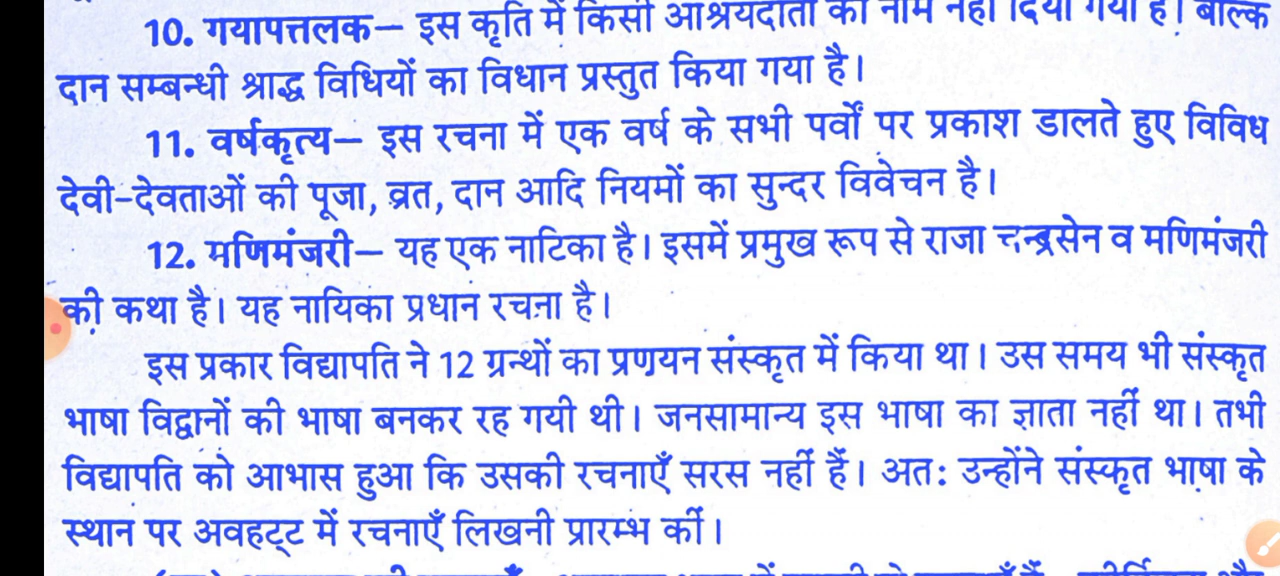 10. गयापत्तलक– इस कृति में किसी आश्रयदाता का नाम नहीं दिया गया है। बल्कि
दान सम्बन्धी श्राद्ध विधियों का विधान प्रस्तुत किया गया है।
11. वर्षकृत्य– इस रचना में एक वर्ष के सभी पर्वों पर प्रकाश डालते हुए विविध
देवी-देवताओं की पूजा, व्रत, दान आदि नियमों का सुन्दर विवेचन है।
12. मणिमंजरी– यह एक नाटिका है। इसमें प्रमुख रूप से राजा चन्द्रसेन व मणिमंजरी
की कथा है। यह नायिका प्रधान रचना है।
इस प्रकार विद्यापति ने 12 ग्रन्थों का प्रणयन संस्कृत में किया था। उस समय भी संस्कृत
भाषा विद्वानों की भाषा बनकर रह गयी थी। जनसामान्य इस भाषा का ज्ञाता नहीं था। तभी
विद्यापति को आभास हुआ कि उसकी रचनाएँ सरस नहीं हैं। अत: उन्होंने संस्कृत भाषा के
स्थान पर अवहट्ट में रचनाएँ लिखनी प्रारम्भ कीं।